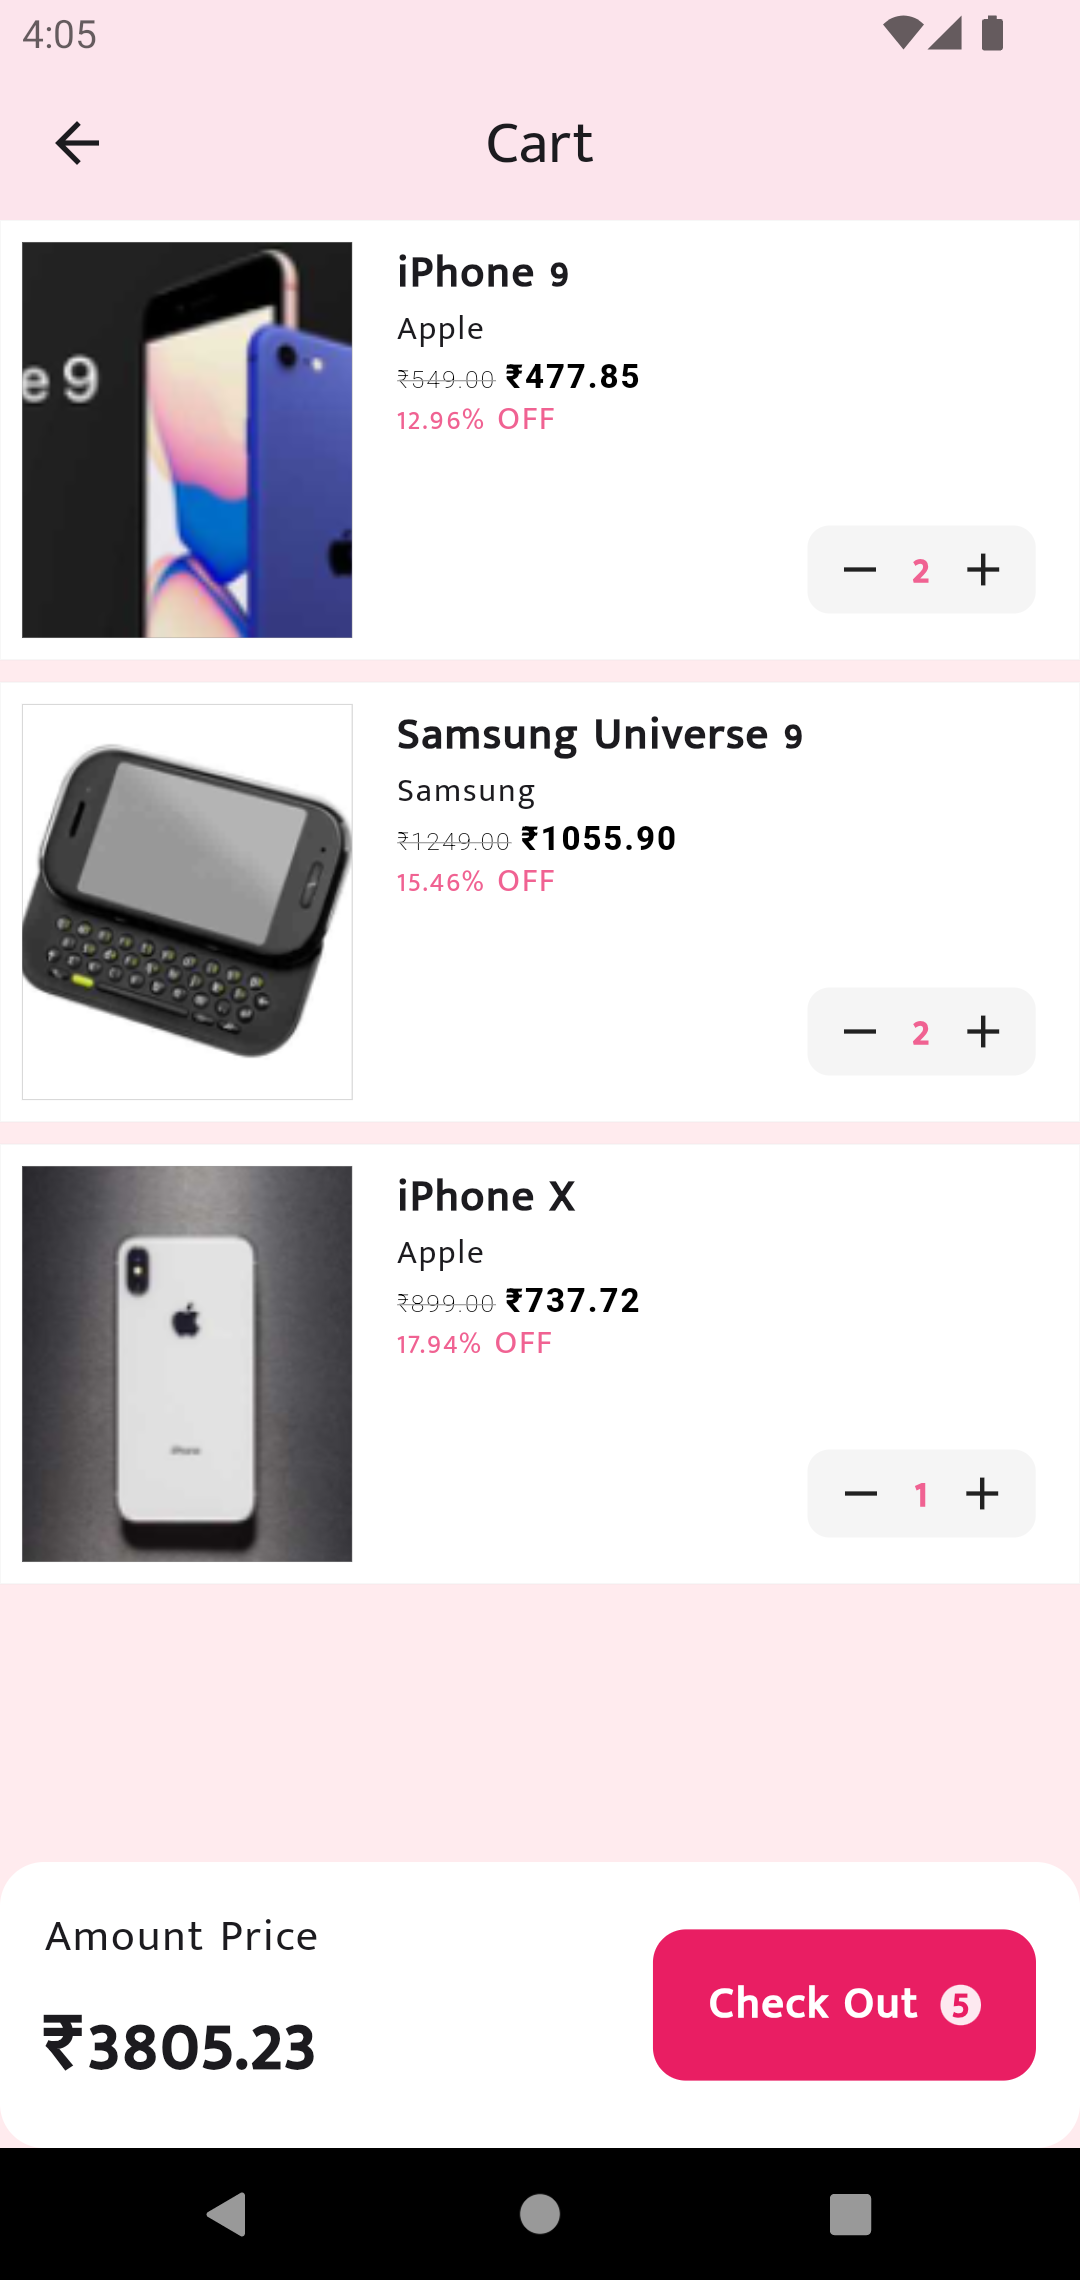 4:05
Cart
e 9
iPhone 9
Apple
₹549.00 ₹477.85
12.96% OFF
2
Samsung Universe 9
Samsung
₹1249.00 ₹1055.90
15.46% OFF
2
iPhone
iPhone X
Apple
₹899.00 ₹737.72
17.94% OFF
1
Amount Price
₹3805.23
Check Out 5